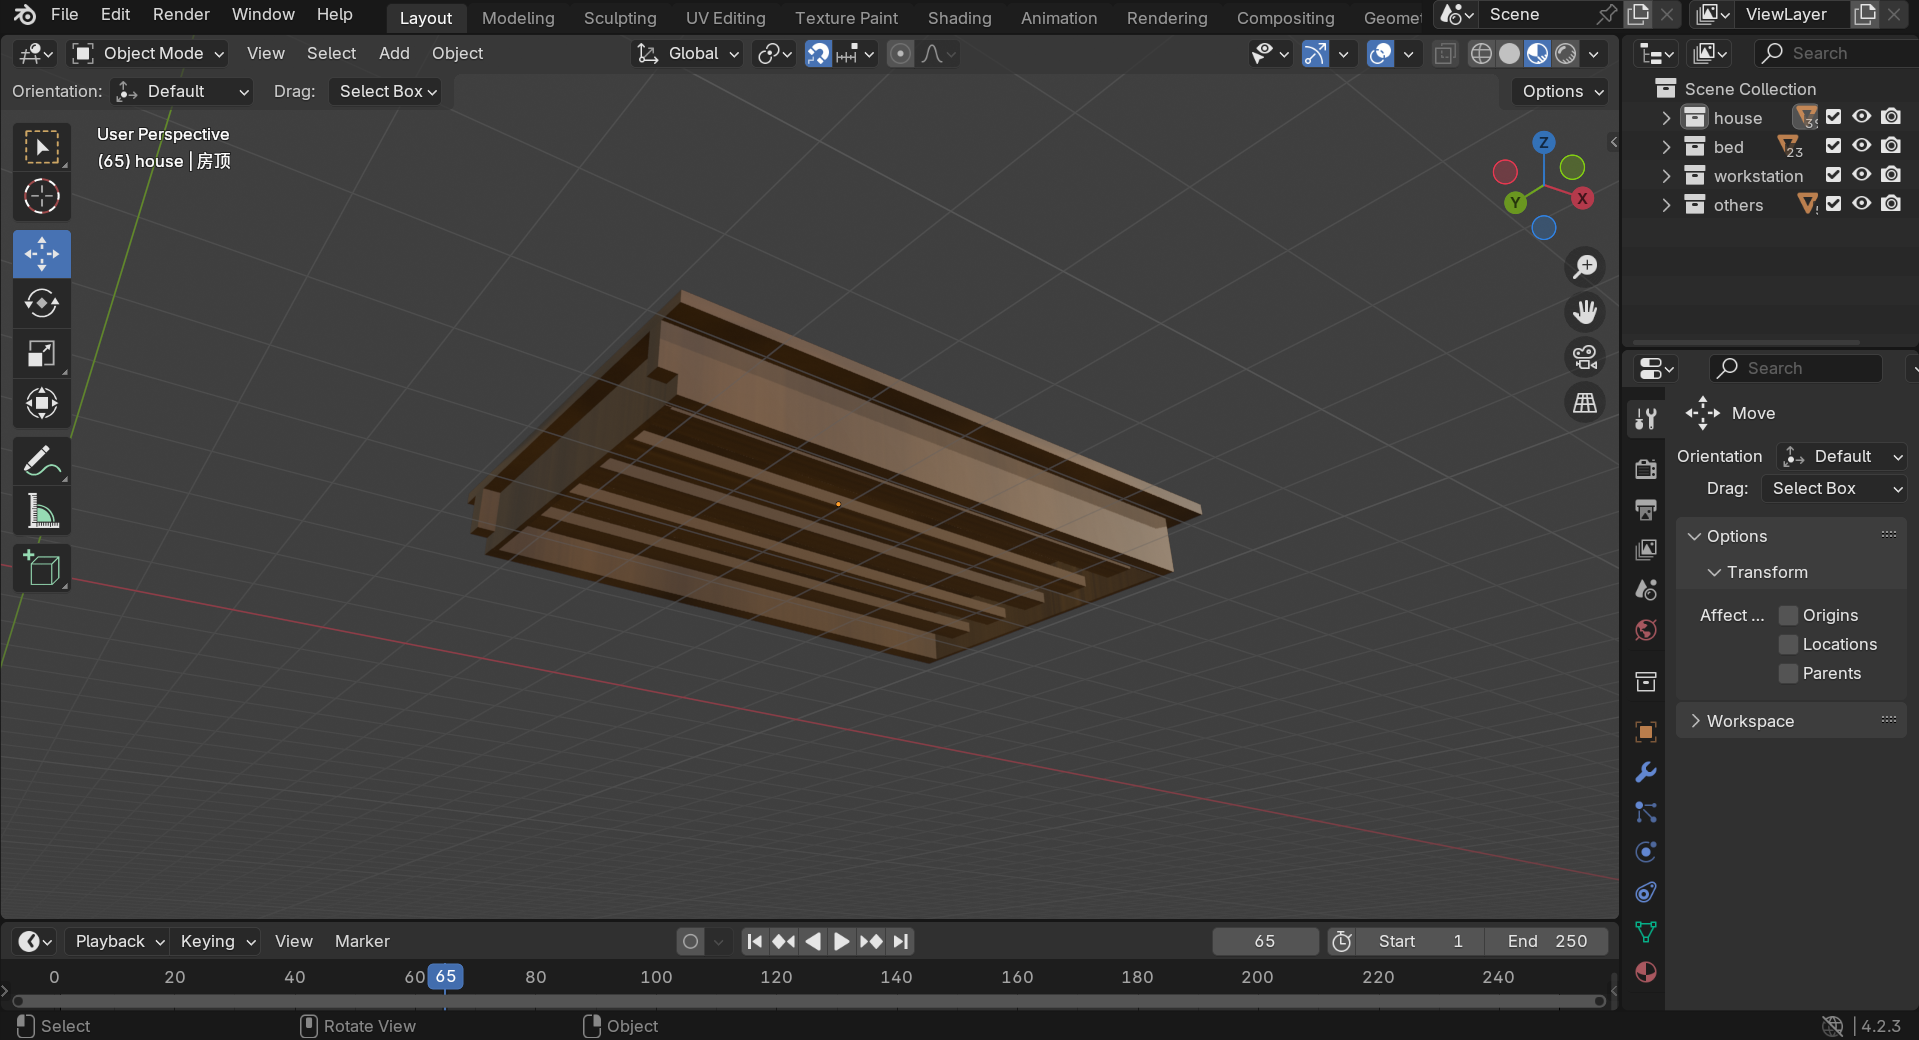 File Edit Render Window Help Layout Modeling Sculpting UV Editing Texture Paint Shading Animation Rendering Compositing Geomet Scene ViewLayer
Object Mode View Select Add Object Global Search
Orientation: Default Drag: Select Box Options
User Perspective
(65) house | 房顶
Z
X
Y
Scene Collection
house 3
bed 23
workstation
others
Search
Move
Orientation Default
Drag: Select Box
Options
Transform
Affect ... Origins
Locations
Parents
Workspace
Playback Keying View Marker 65 Start 1 End 250
0 20 40 60 65 80 100 120 140 160 180 200 220 240
Select Rotate View Object 4.2.3